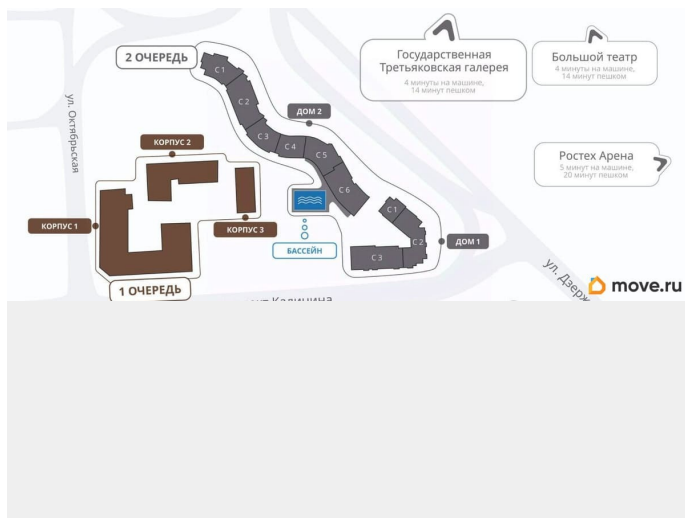 2 ОЧЕРЕДЬ
Государственная
Третьяковская галерея
4 минуты на машине,
14 минут пешком
Большой театр
4 минуты на машине,
14 минут пешком
Ростех Арена
5 минут на машине,
20 минут пешком
ул. Октябрьская
С 1
С 2
С 3
С 4
С 5
С 6
ДОМ 2
КОРПУС 2
КОРПУС 1
КОРПУС 3
БАССЕЙН
С 1
С 2
С 3
ДОМ 1
1 ОЧЕРЕДЬ
Калинина
ул.
move.ru